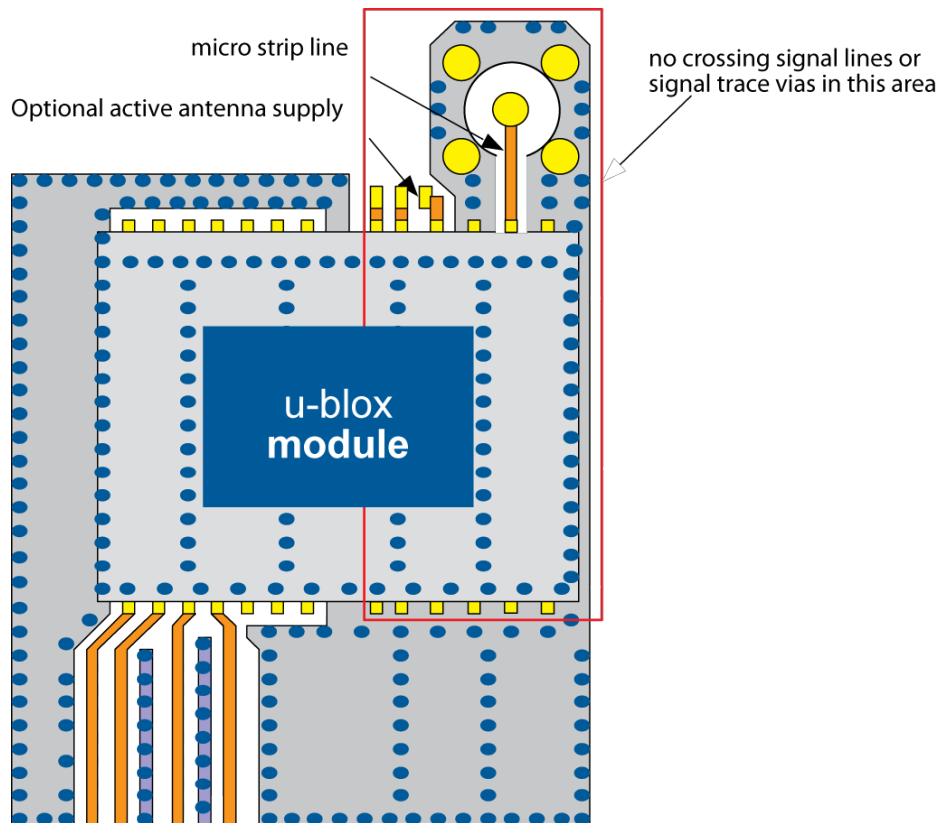 micro strip line
Optional active antenna supply
no crossing signal lines or
signal trace vias in this area
u-blox
module